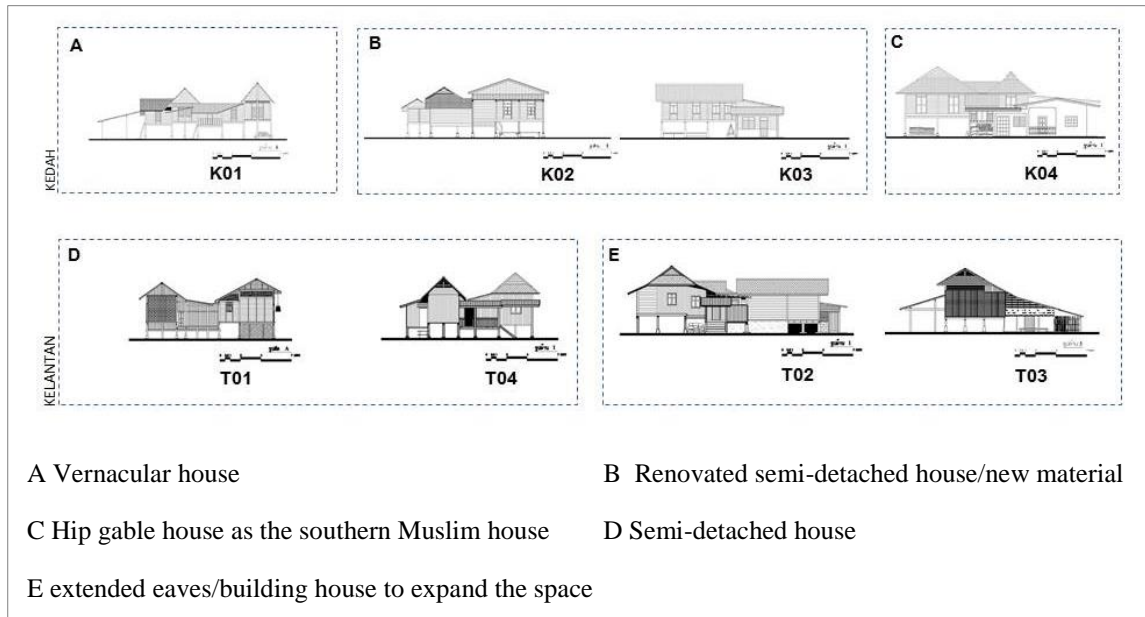 A
B
C
KEDAH
K01
K02
K03
K04
D
E
KELANTAN
T01
T04
T02
T03
A Vernacular house
B Renovated semi-detached house/new material
C Hip gable house as the southern Muslim house
D Semi-detached house
E extended eaves/building house to expand the space